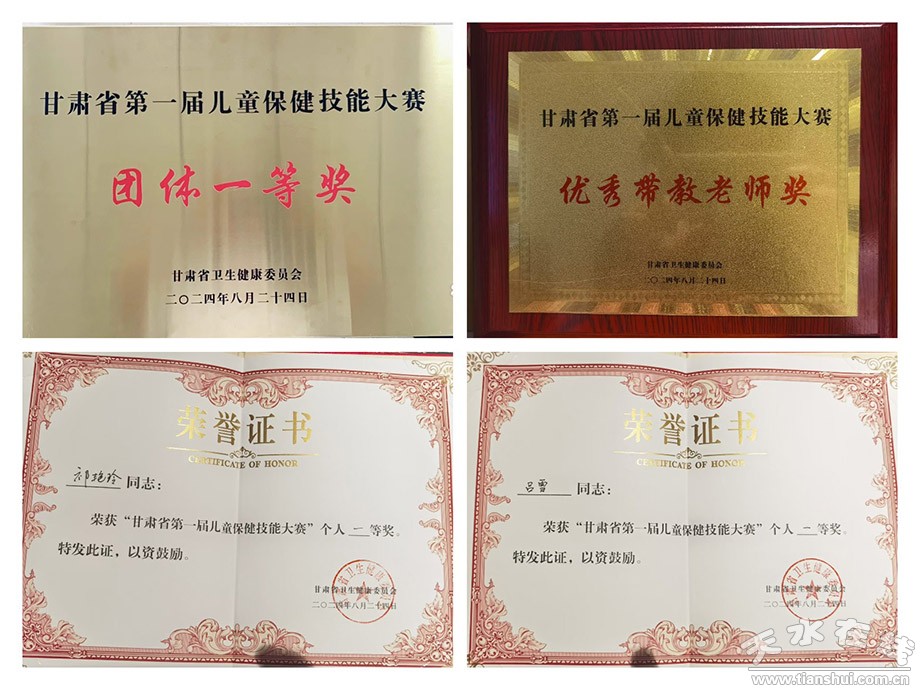 甘肃省第一届儿童保健技能大赛
团体一等奖
甘肃省卫生健康委员会
二〇二四年八月二十四日
甘肃省第一届儿童保健技能大赛
优秀带教老师奖
甘肃省卫生健康委员会
二〇二四年八月二十四日
荣誉证书
CERTIFICATE OF HONOR
祁艳玲 同志：
荣获“甘肃省第一届儿童保健技能大赛”个人 二 等奖。
特发此证，以资鼓励。
甘肃省卫生健康委员会
二〇二四年八月二十四日
荣誉证书
CERTIFICATE OF HONOR
吕雪 同志：
荣获“甘肃省第一届儿童保健技能大赛”个人 二 等奖。
特发此证，以资鼓励。
甘肃省卫生健康委员会
二〇二四年八月二十四日
天水在线
www.tianshui.com.cn